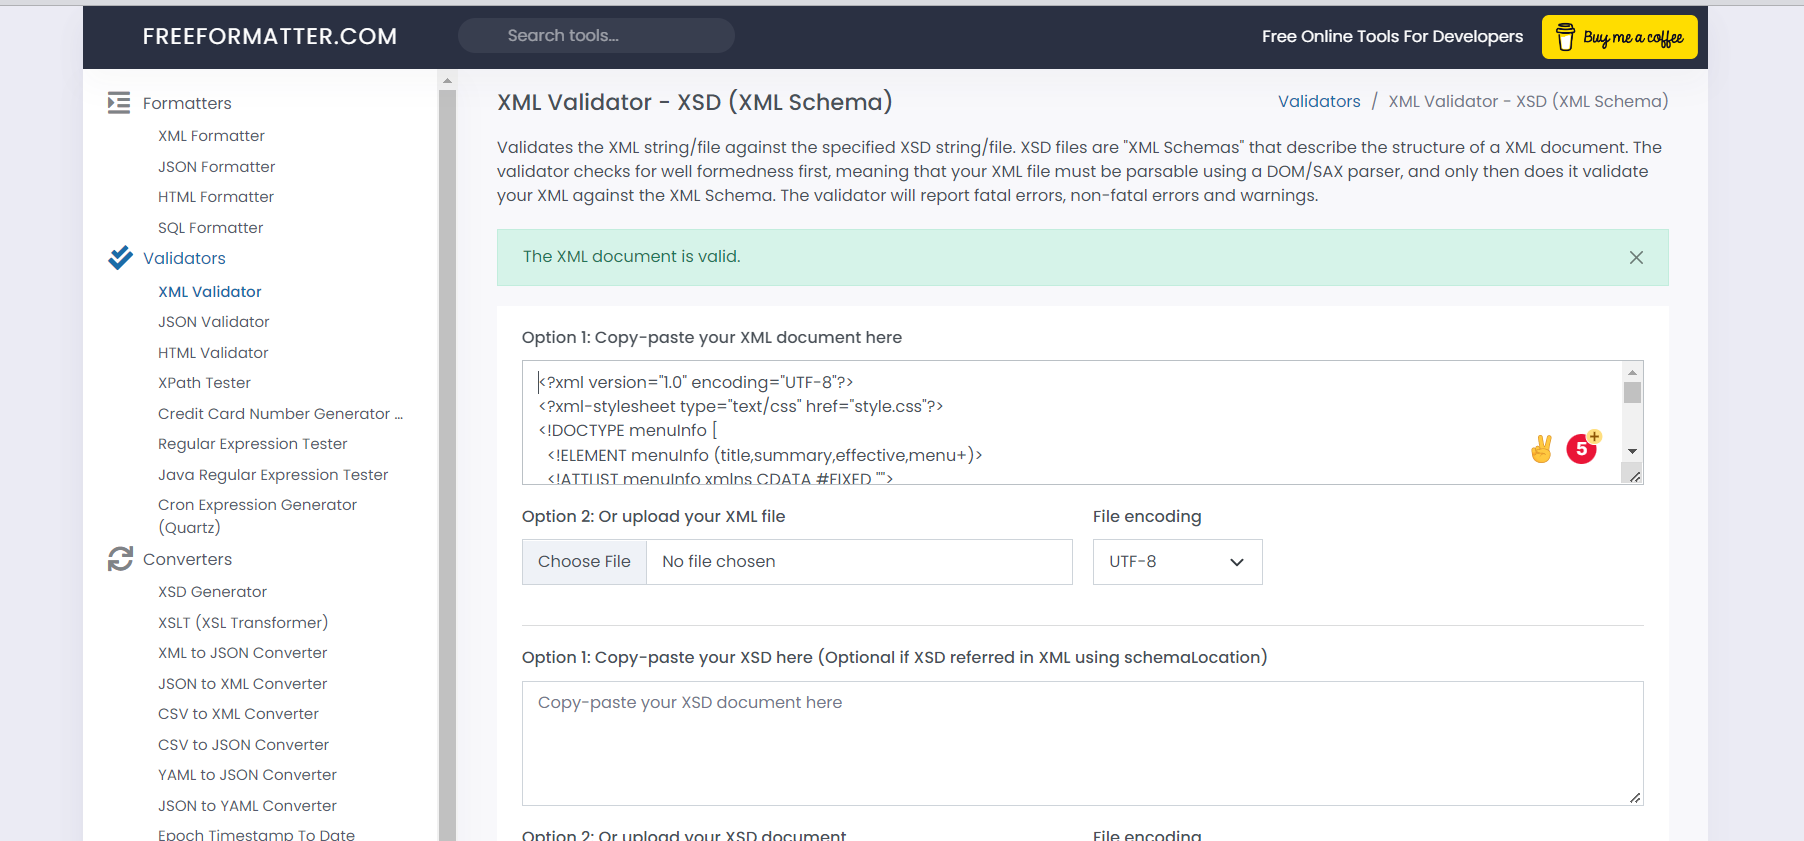 FREEFORMATTER.COM
Search tools...
Free Online Tools For Developers
Buy me a coffee
Formatters
XML Formatter
JSON Formatter
HTML Formatter
SQL Formatter
Validators
XML Validator
JSON Validator
HTML Validator
XPath Tester
Credit Card Number Generator ...
Regular Expression Tester
Java Regular Expression Tester
Cron Expression Generator
(Quartz)
Converters
XSD Generator
XSLT (XSL Transformer)
XML to JSON Converter
JSON to XML Converter
CSV to XML Converter
CSV to JSON Converter
YAML to JSON Converter
JSON to YAML Converter
Epoch Timestamp To Date
XML Validator - XSD (XML Schema)
Validators / XML Validator - XSD (XML Schema)
Validates the XML string/file against the specified XSD string/file. XSD files are "XML Schemas" that describe the structure of a XML document. The
validator checks for well formedness first, meaning that your XML file must be parsable using a DOM/SAX parser, and only then does it validate
your XML against the XML Schema. The validator will report fatal errors, non-fatal errors and warnings.
The XML document is valid.
Option 1: Copy-paste your XML document here
<?xml version="1.0" encoding="UTF-8"?>
<?xml-stylesheet type="text/css" href="style.css"?>
<!DOCTYPE menuInfo [
<!ELEMENT menuInfo (title,summary,effective,menu+)>
<!ATTLIST menuInfo xmlns CDATA #FIXED "">
5
+
Option 2: Or upload your XML file
File encoding
Choose File
No file chosen
UTF-8
Option 1: Copy-paste your XSD here (Optional if XSD referred in XML using schemaLocation)
Copy-paste your XSD document here
Option 2: Or upload your XSD document
File encoding